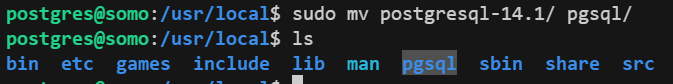 postgres@somo:/usr/local$ sudo mv postgresql-14.1/ pgsql/
postgres@somo:/usr/local$ ls
bin etc games include lib man pgsql sbin share src